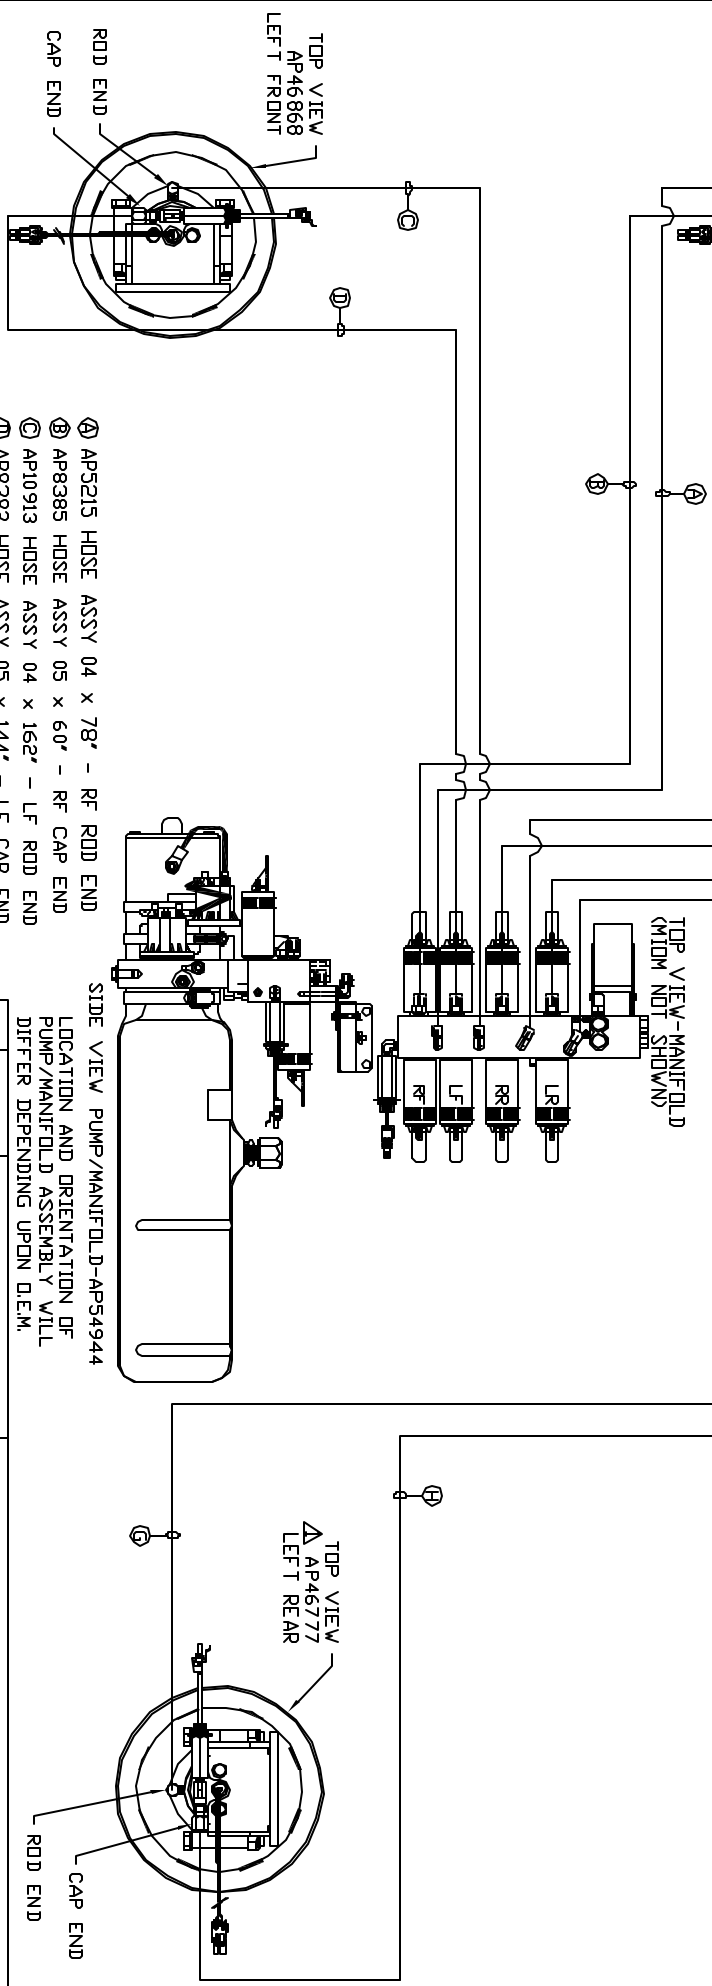 TOP VIEW
AP46868
LEFT FRONT
ROD END
CAP END
C
D
A
B
A AP5215 HOSE ASSY 04 x 78" - RF ROD END
B AP8385 HOSE ASSY 05 x 60" - RF CAP END
C AP10913 HOSE ASSY 04 x 162" - LF ROD END
TOP VIEW-MANIFOLD
(MIOM NOT SHOWN)
LR
RR
LF
RF
SIDE VIEW PUMP/MANIFOLD-AP54944
LOCATION AND ORIENTATION OF
PUMP/MANIFOLD ASSEMBLY WILL
DIFFER DEPENDING UPON O.E.M.
H
G
TOP VIEW
1 AP46777
LEFT REAR
CAP END
ROD END